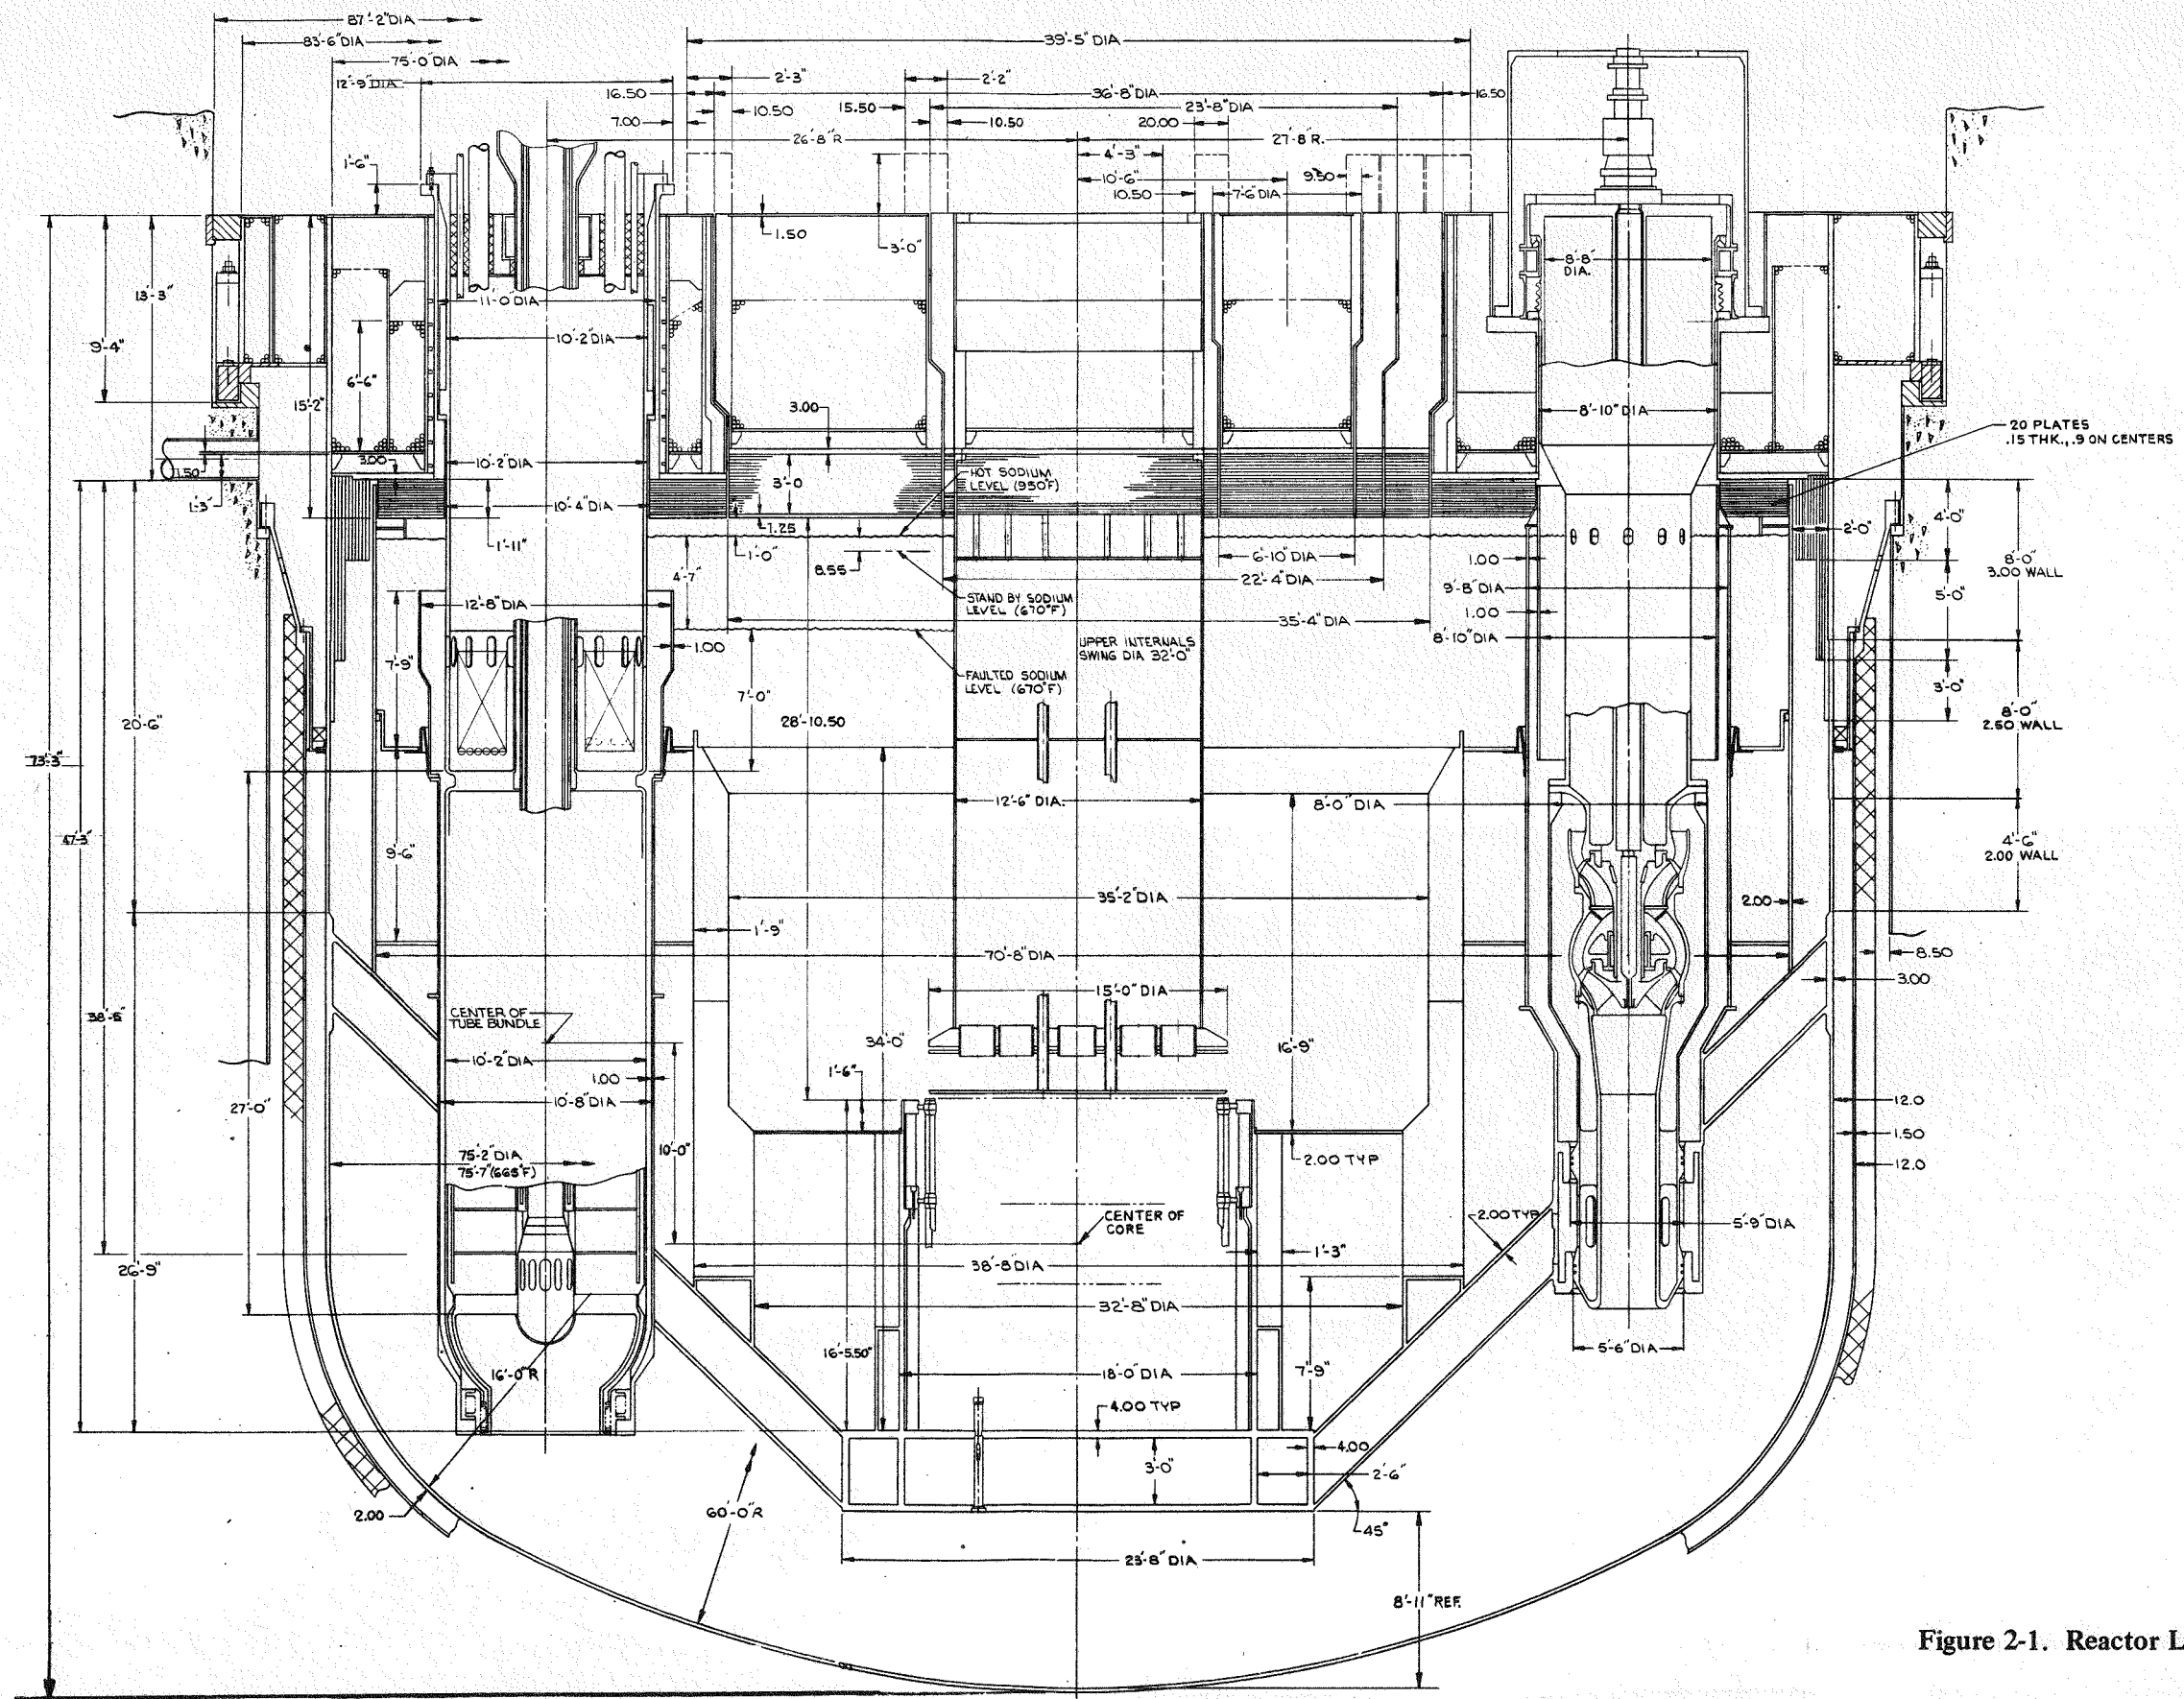 87'-2" DIA
83'-6" DIA
75'-0" DIA
12'-9" DIA
39'-5" DIA
2'-3"
2'-2"
16.50
36'-8" DIA
16.50
10.50
15.50
23'-8" DIA
7.00
10.50
20.00
26'-8" R
27'-8 R.
1'-6"
4'-3"
10'-6"
9.50
10.50
7'-6" DIA
1.50
3'-0"
8'-8" DIA.
13'-3"
11'-0" DIA
9'-4"
10'-2" DIA
6'-6"
15'-2"
3.00
8'-10" DIA
20 PLATES
.15 THK., .9 ON CENTERS
1.50
3.00
10'-2" DIA
HOT SODIUM
LEVEL (950°F)
3'-0
1'-3"
10'-4" DIA
1.25
4'-0"
2'-0"
1'-11"
1'-0"
8.55
6'-10" DIA
1.00
8'-0"
3.00 WALL
4'-7"
22'-4" DIA
9'-8" DIA
5'-0"
12'-8" DIA
STAND BY SODIUM
LEVEL (670°F)
1.00
35'-4" DIA
8'-10" DIA
1.00
UPPER INTERNALS
SWING DIA 32'-0"
7'-9"
FAULTED SODIUM
LEVEL (670°F)
3'-0"
7'-0"
20'-6"
28'-10.50
8'-0"
2.50 WALL
73'-3"
12'-6" DIA.
8'-0" DIA
47'-3"
4'-6"
2.00 WALL
9'-6"
35'-2" DIA
2.00
1'-9"
70'-8" DIA
8.50
3.00
15'-0" DIA
CENTER OF
TUBE BUNDLE
34'-0"
16'-9"
10'-2" DIA
1.00
1'-6"
27'-0"
10'-8" DIA
12.0
1.50
10'-0"
75'-2" DIA
75'-7" (665°F)
2.00 TYP
12.0
CENTER OF
CORE
2.00 TYP
5'-9" DIA
1'-3"
26'-9"
38'-8 DIA
32'-8" DIA
16'-5.50"
5'-6" DIA
16'-0" R
18'-0 DIA
7'-9"
4.00 TYP
4.00
3'-0"
2'-6"
2.00
60'-0" R
45°
23'-8" DIA
8'-11" REF.
Figure 2-1. Reactor L